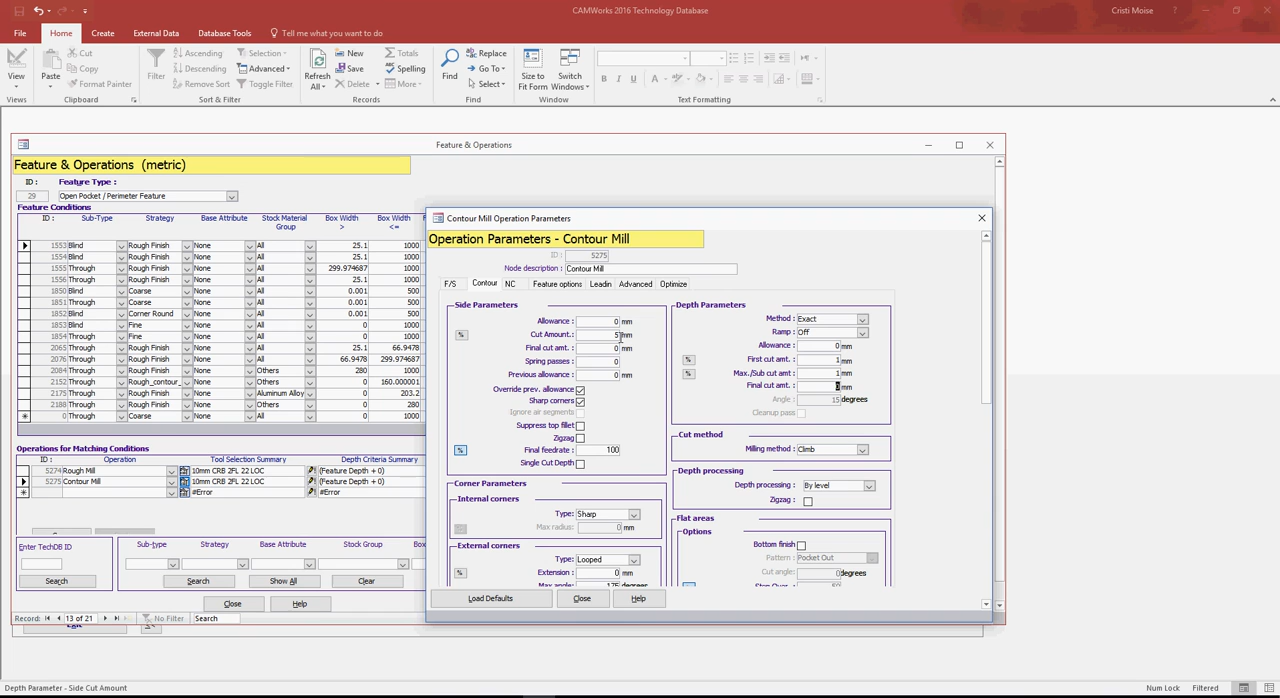 CAMWorks 2016 Technology Database
Cristi Moise
File Home Create External Data Database Tools Tell me what you want to do...
View
Views
Paste
Cut
Copy
Format Painter
Clipboard
Filter
Ascending
Descending
Remove Sort
Selection
Advanced
Toggle Filter
Sort & Filter
Refresh All
New
Save
Delete
Totals
Spelling
More
Records
Find
Replace
Go To
Select
Find
Size to Fit Form
Switch Windows
Window
B I U
Text Formatting
Feature & Operations
Feature & Operations (metric)
ID : Feature Type :
29 Open Pocket / Perimeter Feature
Feature Conditions
ID: Sub-Type Strategy Base Attribute Stock Material Group Box Width > Box Width <=
1553 Blind Rough Finish None All 25.1 1000
1554 Blind Rough Finish None All 25.1 1000
1555 Through Rough Finish None All 299.974687 1000
1556 Through Rough Finish None All 25.1 1000
1850 Blind Coarse None All 0.001 500
1851 Through Coarse None All 0.001 500
1852 Blind Corner Round None All 0.001 500
1853 Blind Fine None All 0 1000
1854 Through Fine None All 0 1000
2065 Through Rough Finish None All 25.1 66.9478
2076 Through Rough Finish None All 66.9478 299.974687
2084 Through Rough Finish None Others 280 1000
2152 Through Rough_contour_ None Others 0 160.000001
2175 Through Rough Finish None Aluminum Alloy 0 203.2
2188 Through Rough Finish None Others 0 1000
0 Through Coarse None All 0 1000
Operations for Matching Conditions
Operation Tool Selection Summary Depth Criteria Summary
5274 Rough Mill 10mm CRB 2FL 22 LOC (Feature Depth + 0)
5275 Contour Mill 10mm CRB 2FL 22 LOC (Feature Depth + 0)
#Error #Error
Enter TechDB ID
Search
Sub-type Strategy Base Attribute Stock Group Box
Search Show All Clear
Close Help
Record: 13 of 21 No Filter Search
Contour Mill Operation Parameters
Operation Parameters - Contour Mill
ID : 5275
Node description : Contour Mill
F/S Contour NC Feature options Leadin Advanced Optimize
Side Parameters
Allowance : 0 mm
% Cut Amount.: 5 mm
Final cut amt. : 0 mm
Spring passes : 0
Previous allowance : 0 mm
Override prev. allowance
Sharp corners
Ignore air segments
Suppress top fillet
Zigzag
% Final feedrate : 100
Single Cut Depth
Corner Parameters
Internal corners
Type: Sharp
Max radius: 0 mm
External corners
Type: Looped
% Extension : 0 mm
Max angle: 175 degrees
Depth Parameters
Method : Exact
Ramp : Off
Allowance : 0 mm
% First cut amt. : 1 mm
% Max./Sub cut amt : 1 mm
Final cut amt. : 0 mm
Angle : 15 degrees
Cleanup pass
Cut method
Milling method : Climb
Depth processing
Depth processing : By level
Zigzag :
Flat areas
Options
Bottom finish
Pattern : Pocket Out
Cut angle: 0 degrees
Step Over: 50
Load Defaults Close Help
Depth Parameter - Side Cut Amount
Num Lock Filtered